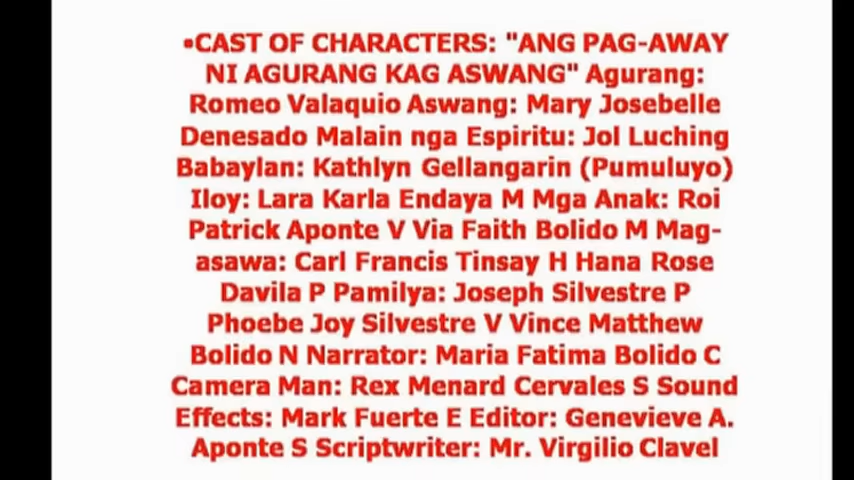 •CAST OF CHARACTERS: "ANG PAG-AWAY
NI AGURANG KAG ASWANG" Agurang:
Romeo Valaquio Aswang: Mary Josebelle
Denesado Malain nga Espiritu: Jol Luching
Babaylan: Kathlyn Gellangarin (Pumuluyo)
Iloy: Lara Karla Endaya M Mga Anak: Roi
Patrick Aponte V Via Faith Bolido M Mag-
asawa: Carl Francis Tinsay H Hana Rose
Davila P Pamilya: Joseph Silvestre P
Phoebe Joy Silvestre V Vince Matthew
Bolido N Narrator: Maria Fatima Bolido C
Camera Man: Rex Menard Cervales S Sound
Effects: Mark Fuerte E Editor: Genevieve A.
Aponte S Scriptwriter: Mr. Virgilio Clavel